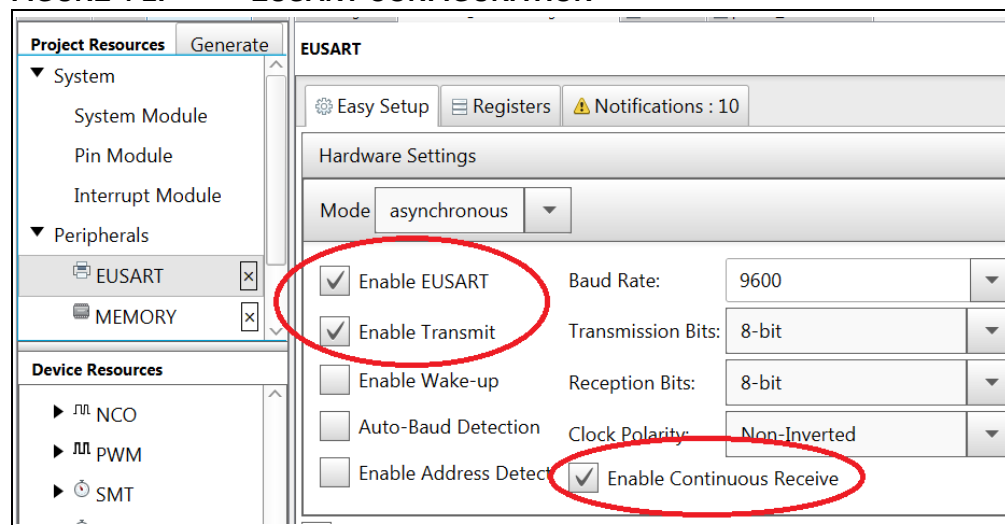 EUSART CONFIGURATION
Project Resources Generate
EUSART
System
System Module
Pin Module
Interrupt Module
Peripherals
EUSART
MEMORY
Device Resources
NCO
PWM
SMT
Easy Setup Registers Notifications : 10
Hardware Settings
Mode asynchronous
Enable EUSART Baud Rate: 9600
Enable Transmit Transmission Bits: 8-bit
Enable Wake-up Reception Bits: 8-bit
Auto-Baud Detection Clock Polarity: Non-Inverted
Enable Address Detect Enable Continuous Receive